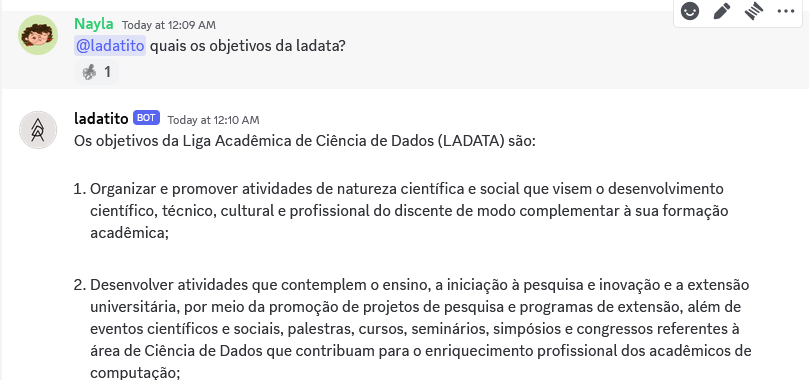 Nayla Today at 12:09 AM
@ladatito quais os objetivos da ladata?
1
ladatito BOT Today at 12:10 AM
Os objetivos da Liga Acadêmica de Ciência de Dados (LADATA) são:
1. Organizar e promover atividades de natureza científica e social que visem o desenvolvimento
científico, técnico, cultural e profissional do discente de modo complementar à sua formação
acadêmica;
2. Desenvolver atividades que contemplem o ensino, a iniciação à pesquisa e inovação e a extensão
universitária, por meio da promoção de projetos de pesquisa e programas de extensão, além de
eventos científicos e sociais, palestras, cursos, seminários, simpósios e congressos referentes à
área de Ciência de Dados que contribuam para o enriquecimento profissional dos acadêmicos de
computação;